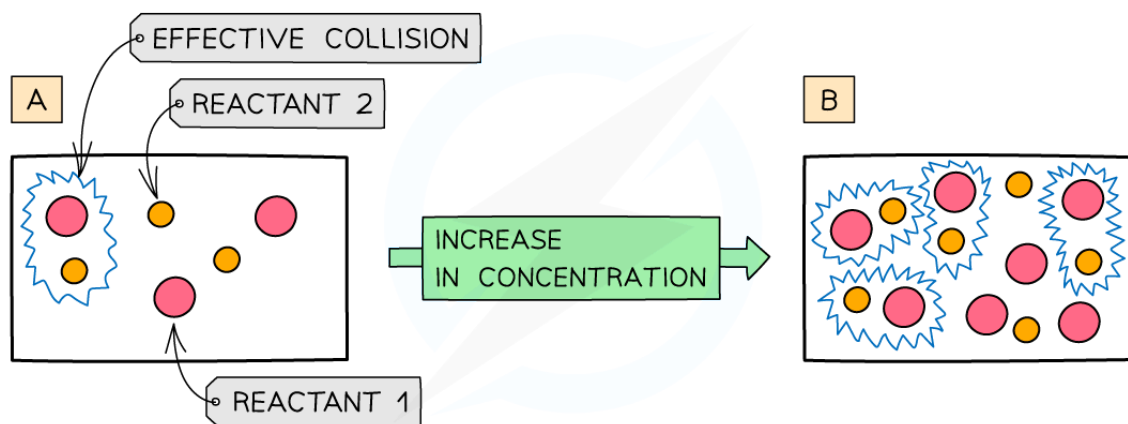 EFFECTIVE COLLISION
A
REACTANT 2
B
INCREASE
IN CONCENTRATION
REACTANT 1